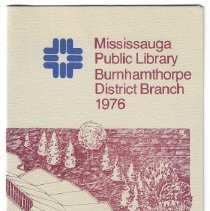 Mississauga
Public Library
Burnhamthorpe
District Branch
1976